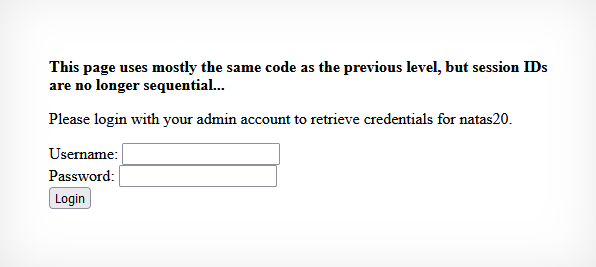 This page uses mostly the same code as the previous level, but session IDs
are no longer sequential...
Please login with your admin account to retrieve credentials for natas20.
Username:
Password:
Login